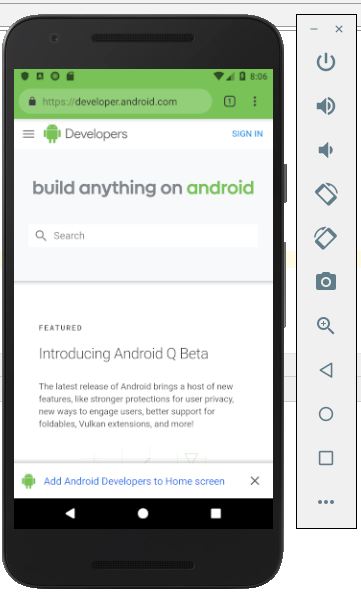 8:06
https://developer.android.com
1
Developers
SIGN IN
build anything on android
Search
FEATURED
Introducing Android Q Beta
The latest release of Android brings a host of new
features, like stronger protections for user privacy,
new ways to engage users, better support for
foldables, Vulkan extensions, and more!
Add Android Developers to Home screen